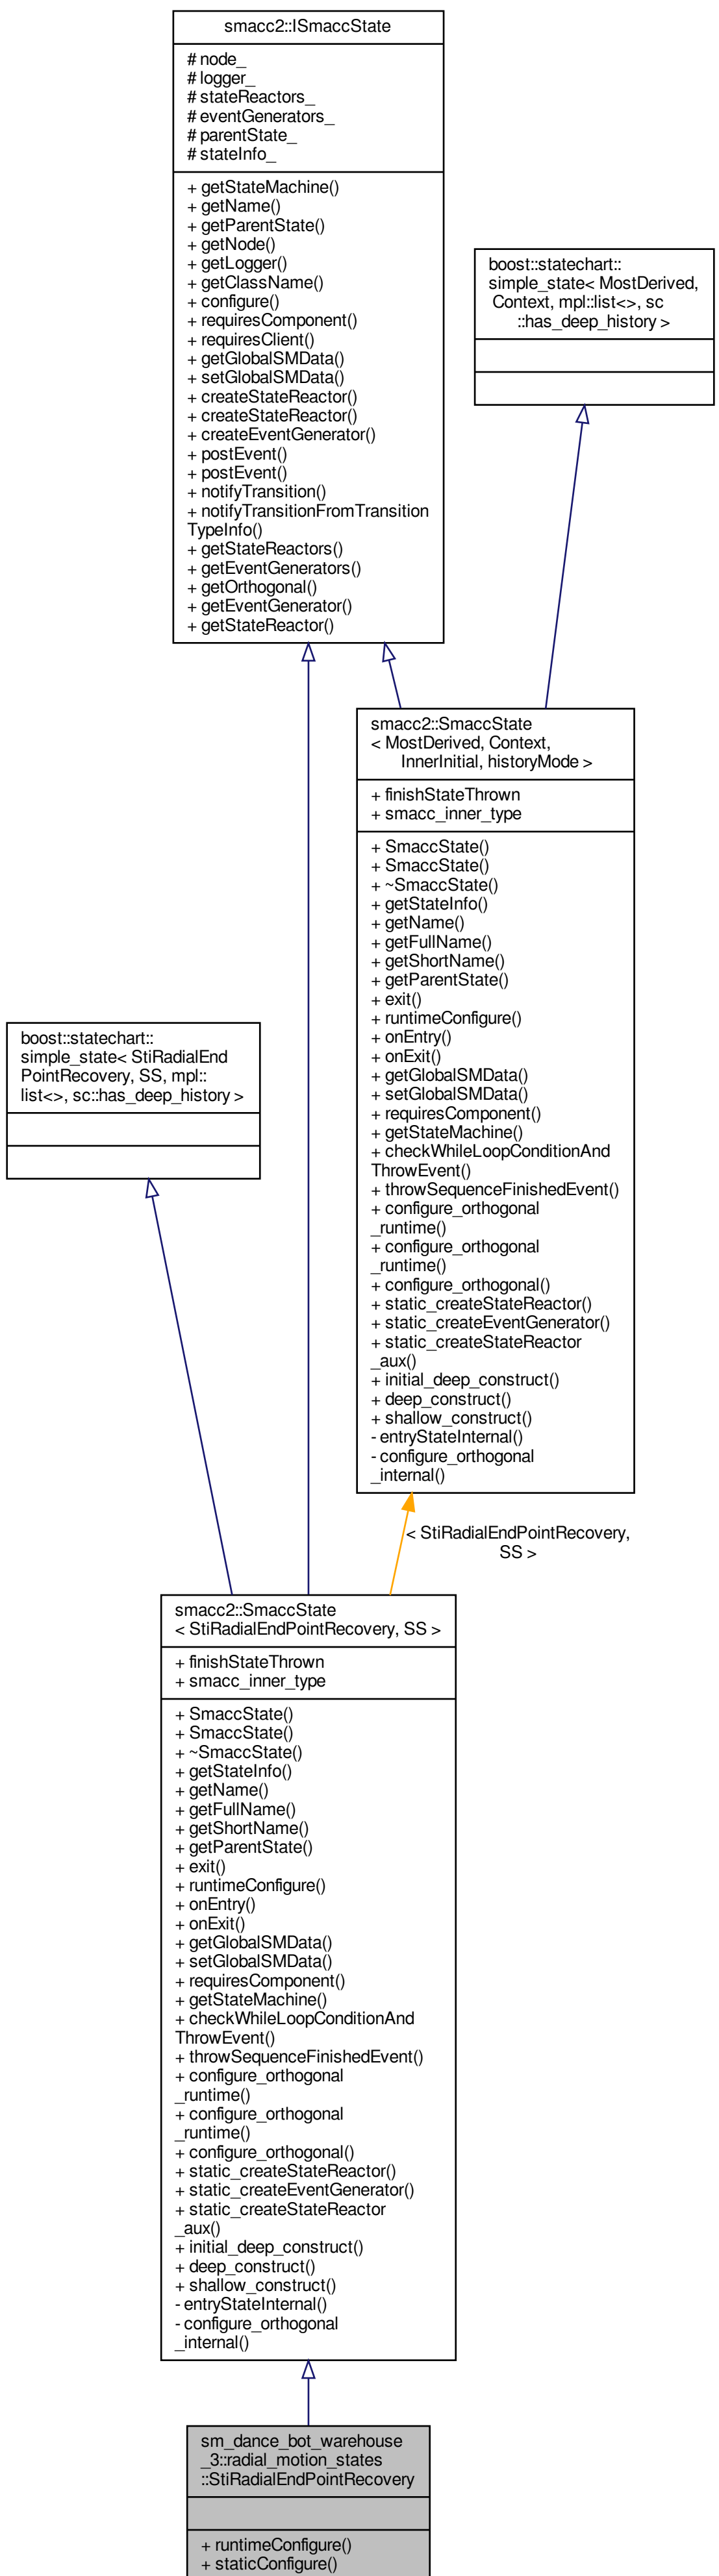 smacc2::ISmaccState
# node_
# logger_
# stateReactors_
# eventGenerators_
# parentState_
# stateInfo_
+ getStateMachine()
+ getName()
+ getParentState()
+ getNode()
+ getLogger()
+ getClassName()
+ configure()
+ requiresComponent()
+ requiresClient()
+ getGlobalSMData()
+ setGlobalSMData()
+ createStateReactor()
+ createStateReactor()
+ createEventGenerator()
+ postEvent()
+ postEvent()
+ notifyTransition()
+ notifyTransitionFromTransition
TypeInfo()
+ getStateReactors()
+ getEventGenerators()
+ getOrthogonal()
+ getEventGenerator()
+ getStateReactor()
boost::statechart::
simple_state< MostDerived,
Context, mpl::list<>, sc
::has_deep_history >
smacc2::SmaccState
< MostDerived, Context,
InnerInitial, historyMode >
+ finishStateThrown
+ smacc_inner_type
+ SmaccState()
+ SmaccState()
+ ~SmaccState()
+ getStateInfo()
+ getName()
+ getFullName()
+ getShortName()
+ getParentState()
+ exit()
+ runtimeConfigure()
+ onEntry()
+ onExit()
+ getGlobalSMData()
+ setGlobalSMData()
+ requiresComponent()
+ getStateMachine()
+ checkWhileLoopConditionAnd
ThrowEvent()
+ throwSequenceFinishedEvent()
+ configure_orthogonal
_runtime()
+ configure_orthogonal
_runtime()
+ configure_orthogonal()
+ static_createStateReactor()
+ static_createEventGenerator()
+ static_createStateReactor
_aux()
+ initial_deep_construct()
+ deep_construct()
+ shallow_construct()
- entryStateInternal()
- configure_orthogonal
_internal()
boost::statechart::
simple_state< StiRadialEnd
PointRecovery, SS, mpl::
list<>, sc::has_deep_history >
< StiRadialEndPointRecovery,
SS >
smacc2::SmaccState
< StiRadialEndPointRecovery, SS >
+ finishStateThrown
+ smacc_inner_type
+ SmaccState()
+ SmaccState()
+ ~SmaccState()
+ getStateInfo()
+ getName()
+ getFullName()
+ getShortName()
+ getParentState()
+ exit()
+ runtimeConfigure()
+ onEntry()
+ onExit()
+ getGlobalSMData()
+ setGlobalSMData()
+ requiresComponent()
+ getStateMachine()
+ checkWhileLoopConditionAnd
ThrowEvent()
+ throwSequenceFinishedEvent()
+ configure_orthogonal
_runtime()
+ configure_orthogonal
_runtime()
+ configure_orthogonal()
+ static_createStateReactor()
+ static_createEventGenerator()
+ static_createStateReactor
_aux()
+ initial_deep_construct()
+ deep_construct()
+ shallow_construct()
- entryStateInternal()
- configure_orthogonal
_internal()
sm_dance_bot_warehouse
_3::radial_motion_states
::StiRadialEndPointRecovery
+ runtimeConfigure()
+ staticConfigure()